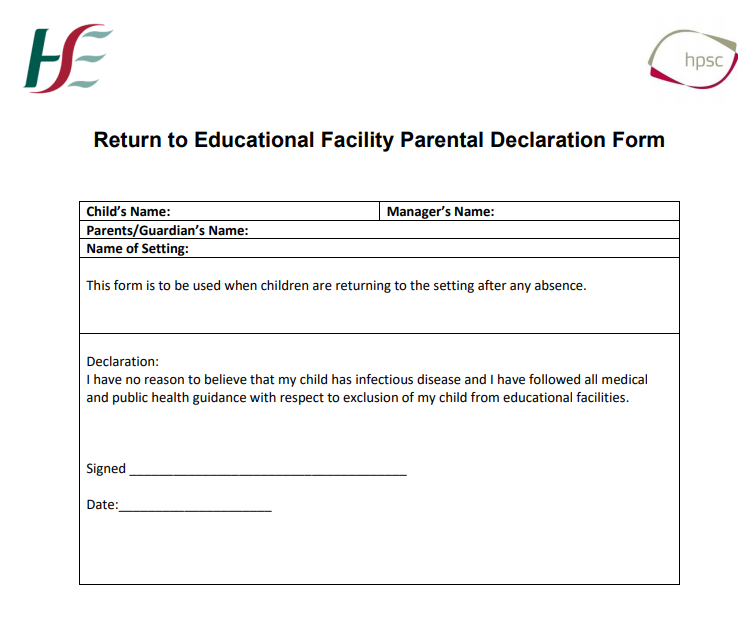 HSE
hpsc
Return to Educational Facility Parental Declaration Form
Child's Name: Manager's Name:
Parents/Guardian's Name:
Name of Setting:
This form is to be used when children are returning to the setting after any absence.
Declaration:
I have no reason to believe that my child has infectious disease and I have followed all medical
and public health guidance with respect to exclusion of my child from educational facilities.
Signed ______________________________________
Date:_____________________